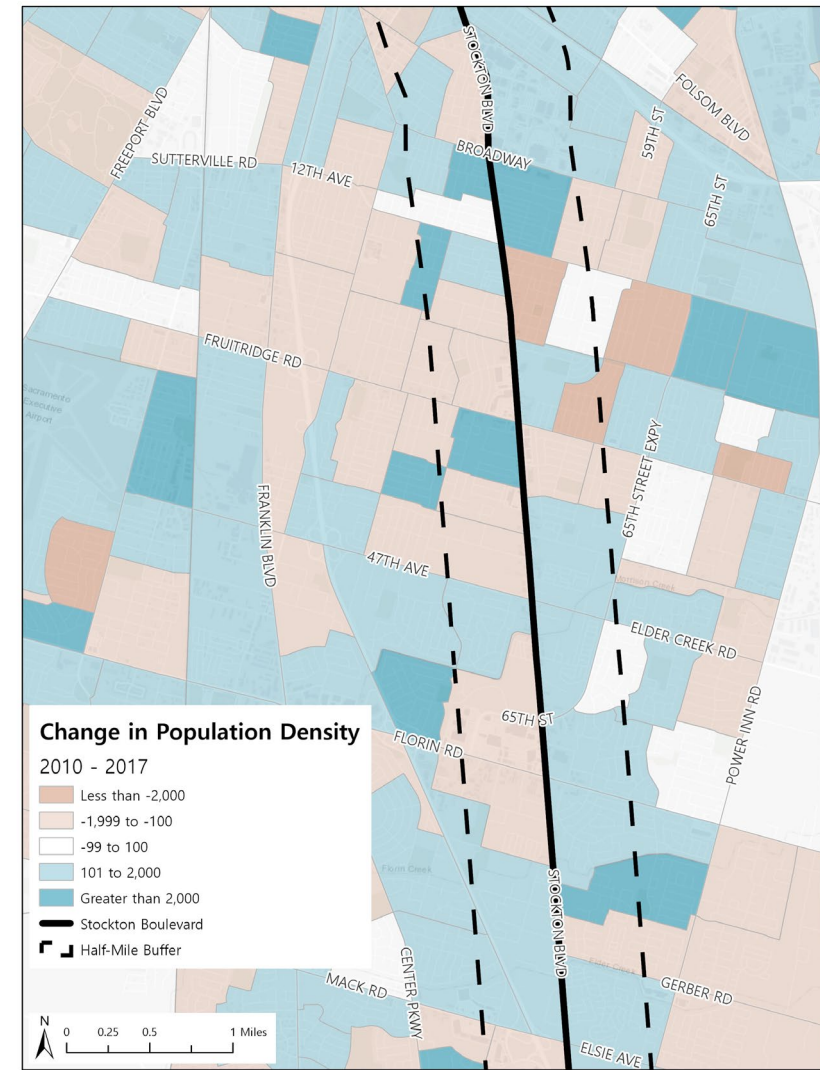 STOCKTON BLVD
FOLSOM BLVD
FREEPORT BLVD
59TH ST
BROADWAY
SUTTERVILLE RD
12TH AVE
65TH ST
FRUITRIDGE RD
Sacramento
Executive
Airport
65TH STREET EXPY
FRANKLIN BLVD
47TH AVE
Morrison Creek
ELDER CREEK RD
65TH ST
POWER INN RD
FLORIN RD
Change in Population Density
2010 - 2017
Less than -2,000
-1,999 to -100
-99 to 100
101 to 2,000
Greater than 2,000
Stockton Boulevard
Half-Mile Buffer
Florin Creek
STOCKTON BLVD
CENTER PKWY
MACK RD
GERBER RD
ELSIE AVE
N
0 0.25 0.5 1 Miles